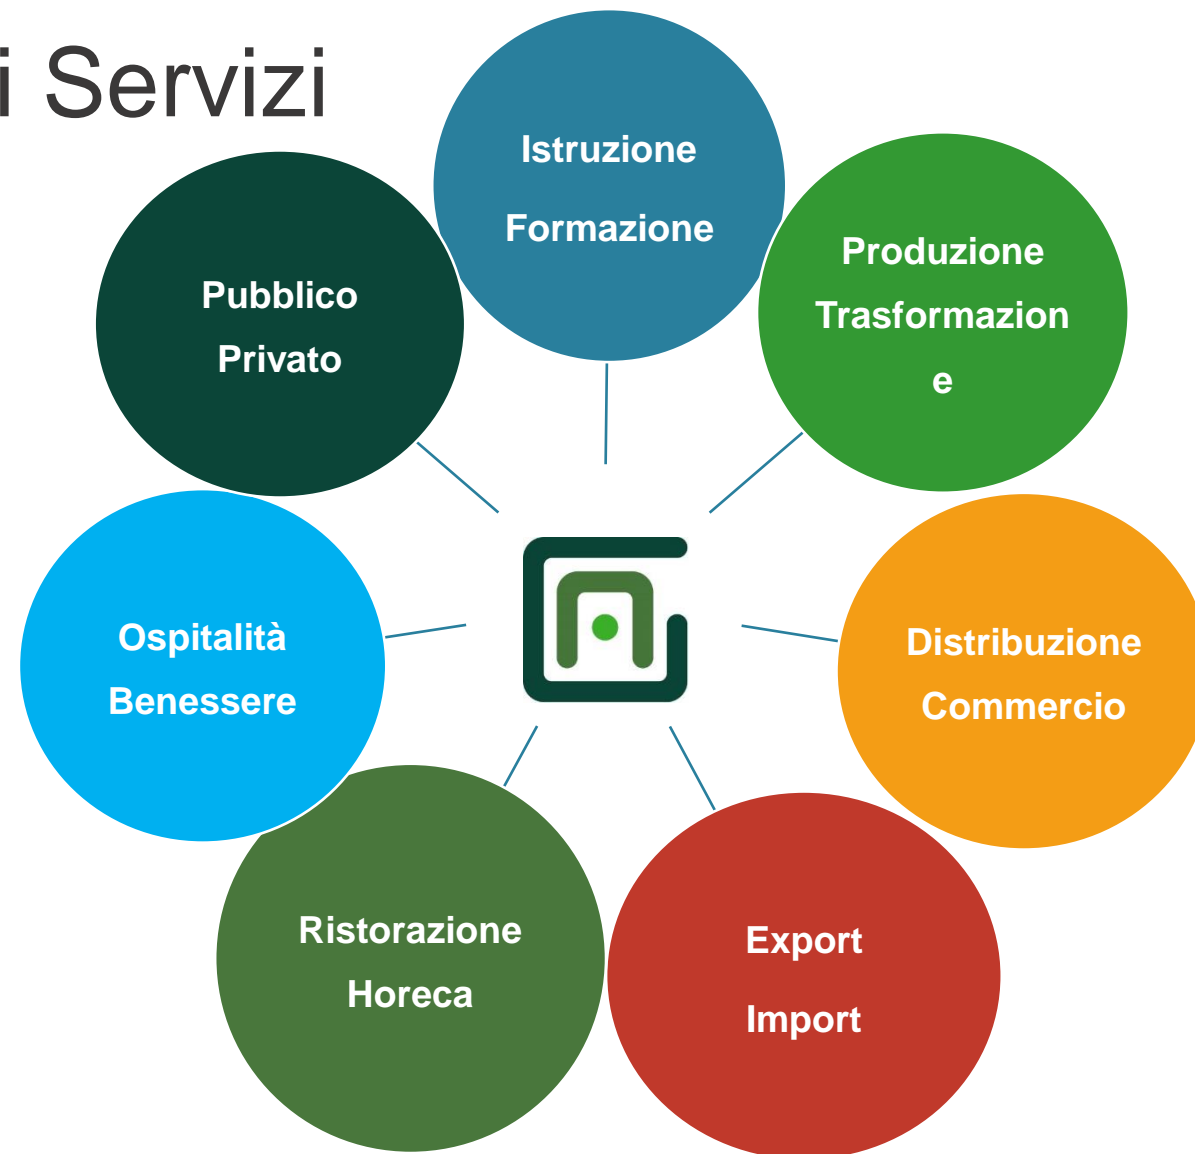 i Servizi
Istruzione
Formazione
Produzione
Trasformazion
e
Pubblico
Privato
Ospitalità
Benessere
Distribuzione
Commercio
Ristorazione
Horeca
Export
Import